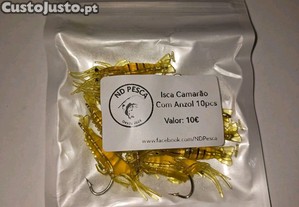 CustoJusto.pt
ND PESCA
Isca Camarão
Com Anzol 10pcs
Valor: 10€
www.facebook.com/NDPesca